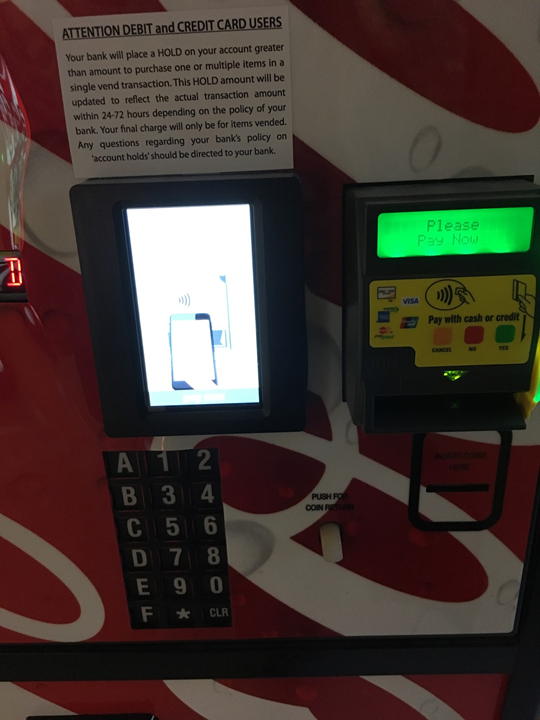 ATTENTION DEBIT and CREDIT CARD USERS
Your bank will place a HOLD on your account greater
than amount to purchase one or multiple items in a
single vend transaction. This HOLD amount will be
updated to reflect the actual transaction amount
within 24-72 hours depending on the policy of your
bank. Your final charge will only be for items vended.
Any questions regarding your bank's policy on
'account holds' should be directed to your bank.
Please
Pay Now
VISA
Pay with cash or credit
CANCEL NO YES
A 1 2
B 3 4
C 5 6
D 7 8
E 9 0
F * CLR
PUSH FOR
COIN RETURN
INSERT COINS
HERE